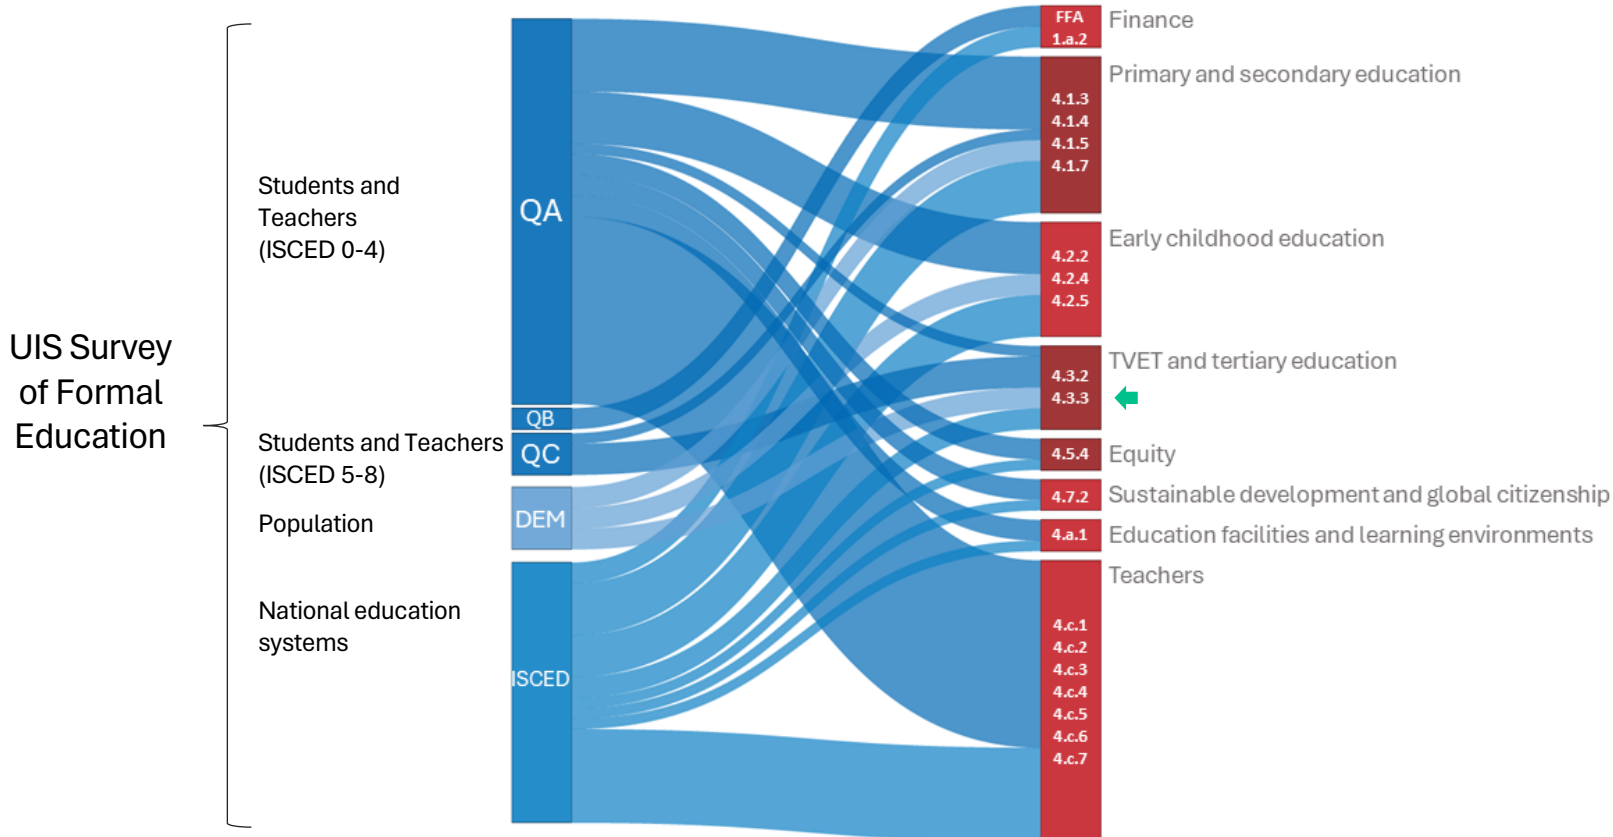 UIS Survey
of Formal
Education
Students and
Teachers
(ISCED 0-4)
Students and Teachers
(ISCED 5-8)
Population
National education
systems
QA
QB
QC
DEM
ISCED
FFA
1.a.2
Finance
4.1.3
4.1.4
4.1.5
4.1.7
Primary and secondary education
4.2.2
4.2.4
4.2.5
Early childhood education
4.3.2
4.3.3
TVET and tertiary education
4.5.4
Equity
4.7.2
Sustainable development and global citizenship
4.a.1
Education facilities and learning environments
4.c.1
4.c.2
4.c.3
4.c.4
4.c.5
4.c.6
4.c.7
Teachers